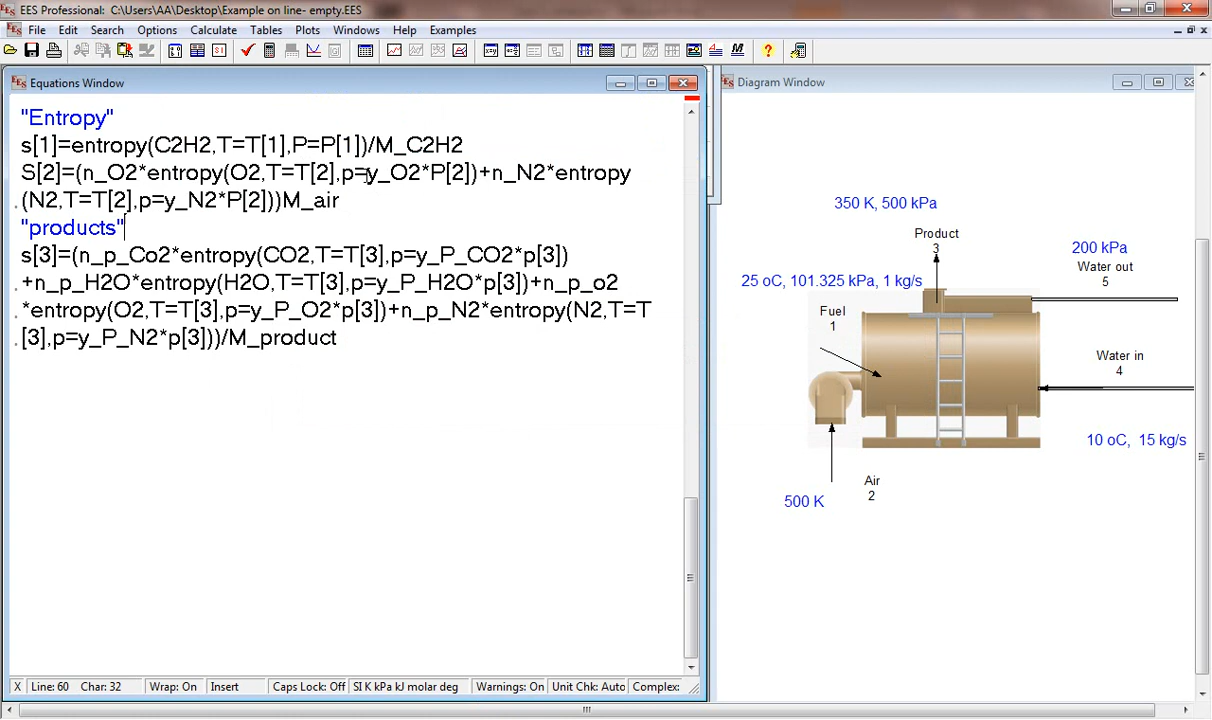 EES Professional: C:\Users\AA\Desktop\Example on line- empty.EES
File Edit Search Options Calculate Tables Plots Windows Help Examples
Equations Window
Diagram Window
"Entropy"
s[1]=entropy(C2H2,T=T[1],P=P[1])/M_C2H2
S[2]=(n_O2*entropy(O2,T=T[2],p=y_O2*P[2])+n_N2*entropy
(N2,T=T[2],p=y_N2*P[2]))M_air
"products"
s[3]=(n_p_Co2*entropy(CO2,T=T[3],p=y_P_CO2*p[3])
+n_p_H2O*entropy(H2O,T=T[3],p=y_P_H2O*p[3])+n_p_o2
*entropy(O2,T=T[3],p=y_P_O2*p[3])+n_p_N2*entropy(N2,T=T
[3],p=y_P_N2*p[3]))/M_product
350 K, 500 kPa
Product
3
200 kPa
Water out
5
25 oC, 101.325 kPa, 1 kg/s
Fuel
1
Water in
4
10 oC, 15 kg/s
Air
2
500 K
X Line: 60 Char: 32 Wrap: On Insert Caps Lock: Off SI K kPa kJ molar deg Warnings: On Unit Chk: Auto Complex: